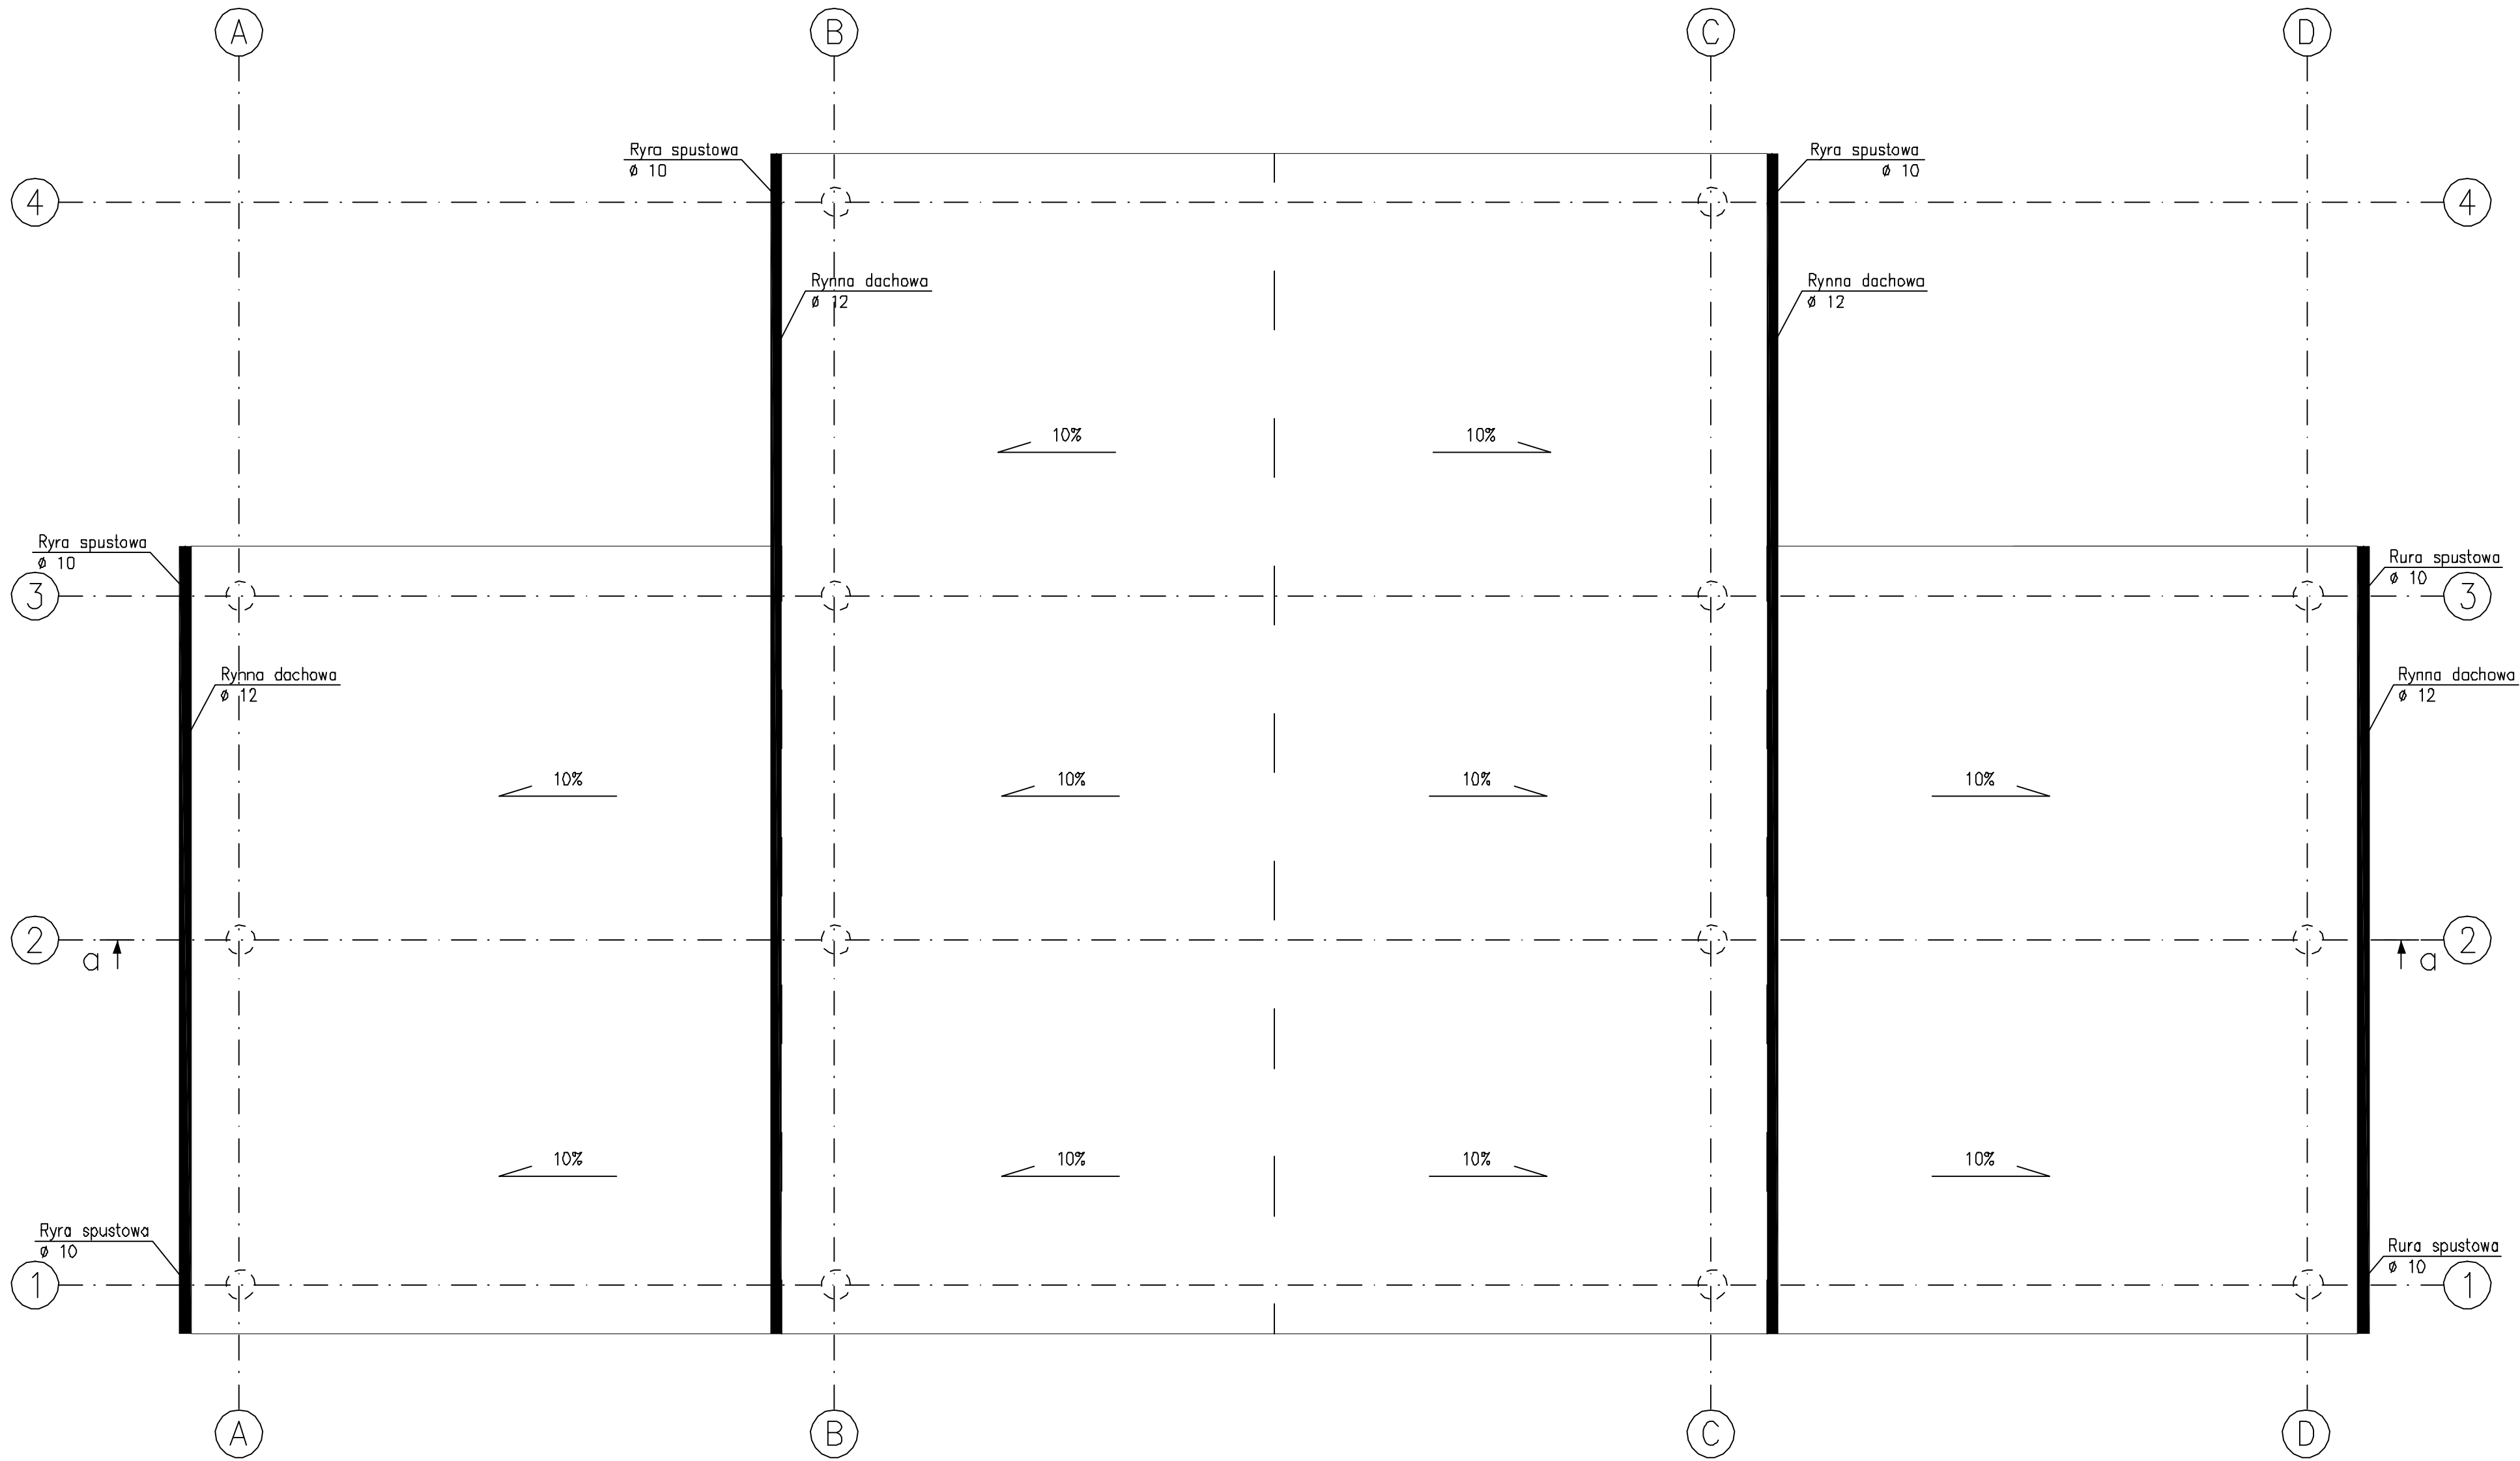 A
B
C
D
Ryra spustowa
ø 10
Ryra spustowa
ø 10
4
4
Rynna dachowa
ø 12
Rynna dachowa
ø 12
10%
10%
Ryra spustowa
ø 10
Rura spustowa
ø 10
3
3
Rynna dachowa
ø 12
Rynna dachowa
ø 12
10%
10%
10%
10%
2
2
a
a
10%
10%
10%
10%
Ryra spustowa
ø 10
Rura spustowa
ø 10
1
1
A
B
C
D